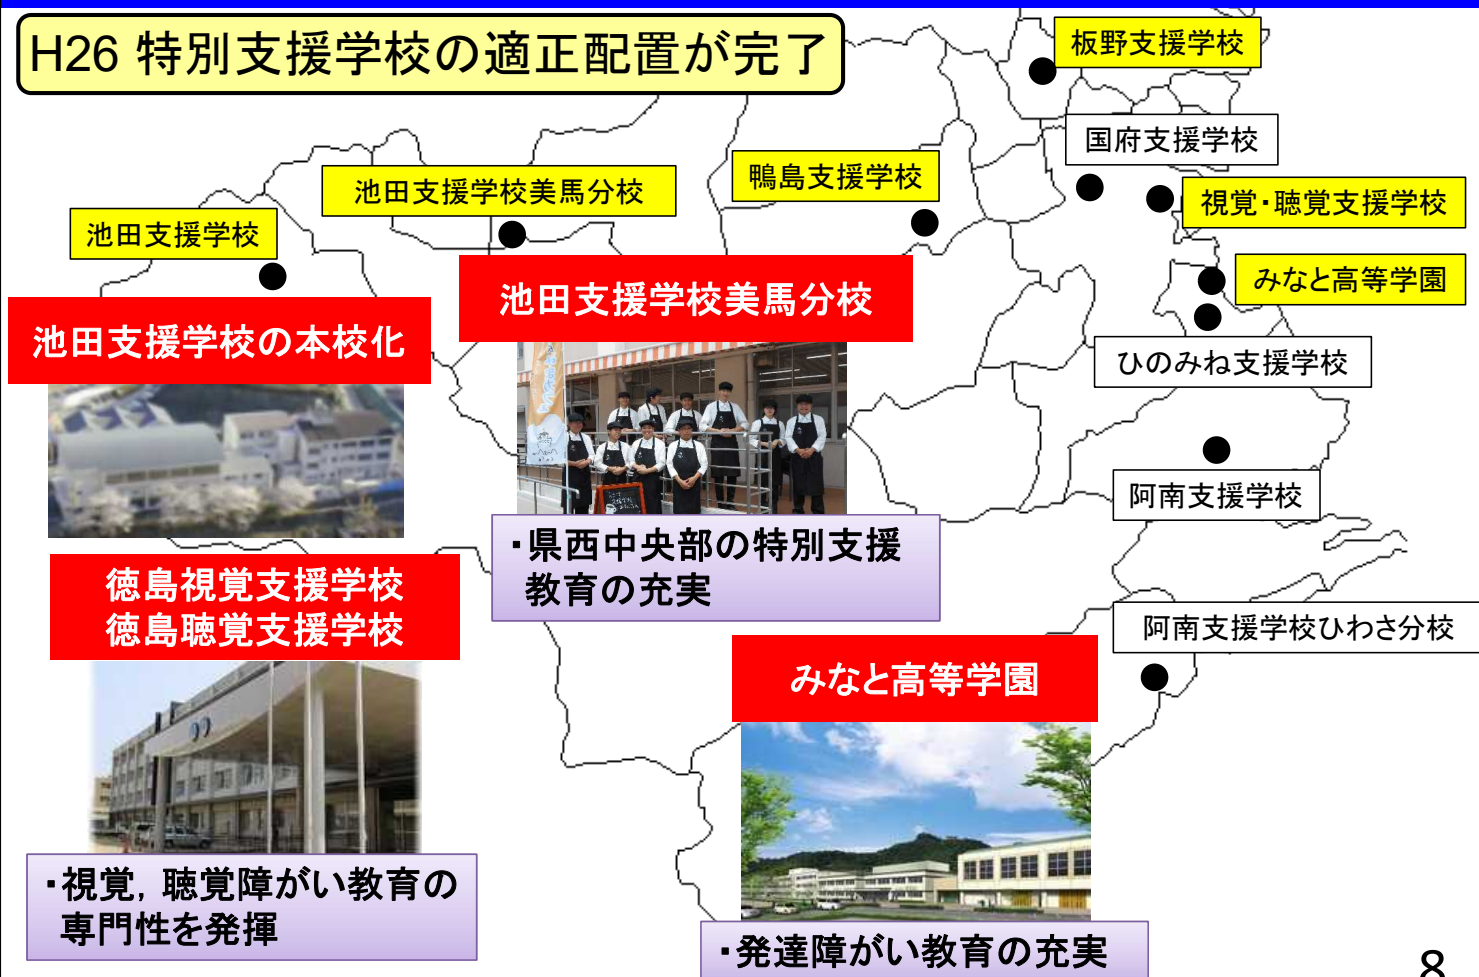 H26 特別支援学校の適正配置が完了
板野支援学校
国府支援学校
鴨島支援学校
池田支援学校美馬分校
視覚・聴覚支援学校
池田支援学校
みなと高等学園
池田支援学校美馬分校
池田支援学校の本校化
ひのみね支援学校
阿南支援学校
・県西中央部の特別支援
教育の充実
徳島視覚支援学校
徳島聴覚支援学校
阿南支援学校ひわさ分校
みなと高等学園
・視覚，聴覚障がい教育の
専門性を発揮
・発達障がい教育の充実
8